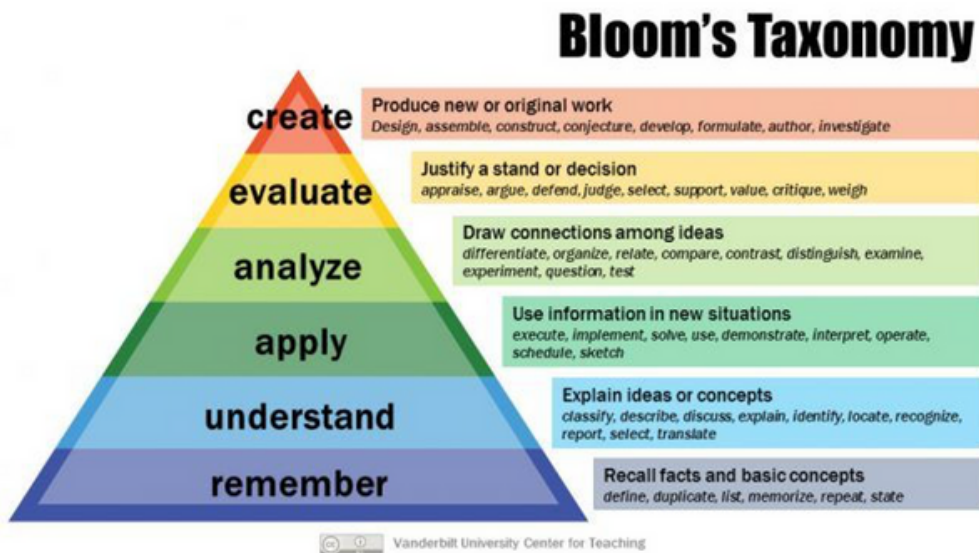 Bloom's Taxonomy
create
Produce new or original work
Design, assemble, construct, conjecture, develop, formulate, author, investigate
evaluate
Justify a stand or decision
appraise, argue, defend, judge, select, support, value, critique, weigh
analyze
Draw connections among ideas
differentiate, organize, relate, compare, contrast, distinguish, examine,
experiment, question, test
apply
Use information in new situations
execute, implement, solve, use, demonstrate, interpret, operate,
schedule, sketch
understand
Explain ideas or concepts
classify, describe, discuss, explain, identify, locate, recognize,
report, select, translate
remember
Recall facts and basic concepts
define, duplicate, list, memorize, repeat, state
cc
Vanderbilt University Center for Teaching